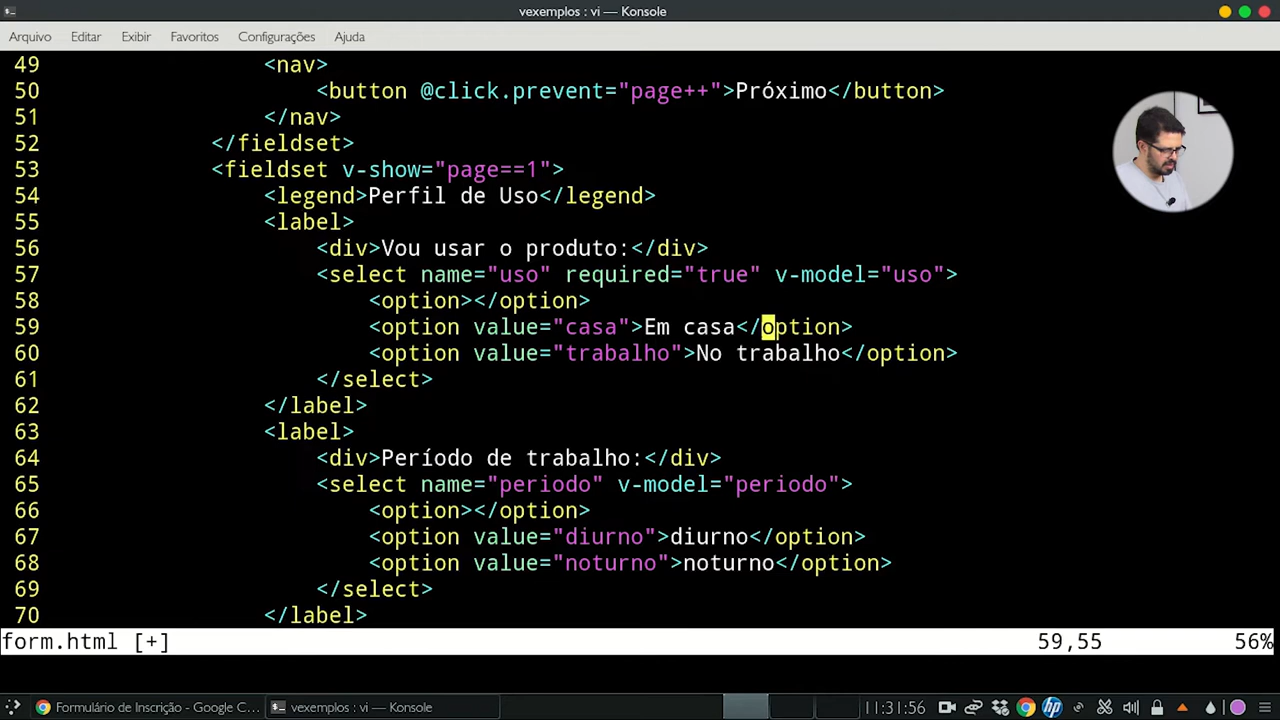 vexemplos : vi — Konsole
Arquivo Editar Exibir Favoritos Configurações Ajuda
49 <nav>
50 <button @click.prevent="page++">Próximo</button>
51 </nav>
52 </fieldset>
53 <fieldset v-show="page==1">
54 <legend>Perfil de Uso</legend>
55 <label>
56 <div>Vou usar o produto:</div>
57 <select name="uso" required="true" v-model="uso">
58 <option></option>
59 <option value="casa">Em casa</option>
60 <option value="trabalho">No trabalho</option>
61 </select>
62 </label>
63 <label>
64 <div>Período de trabalho:</div>
65 <select name="periodo" v-model="periodo">
66 <option></option>
67 <option value="diurno">diurno</option>
68 <option value="noturno">noturno</option>
69 </select>
70 </label>
form.html [+] 59,55 56%
Formulário de Inscrição - Google C... vexemplos : vi — Konsole 11:31:56 hp